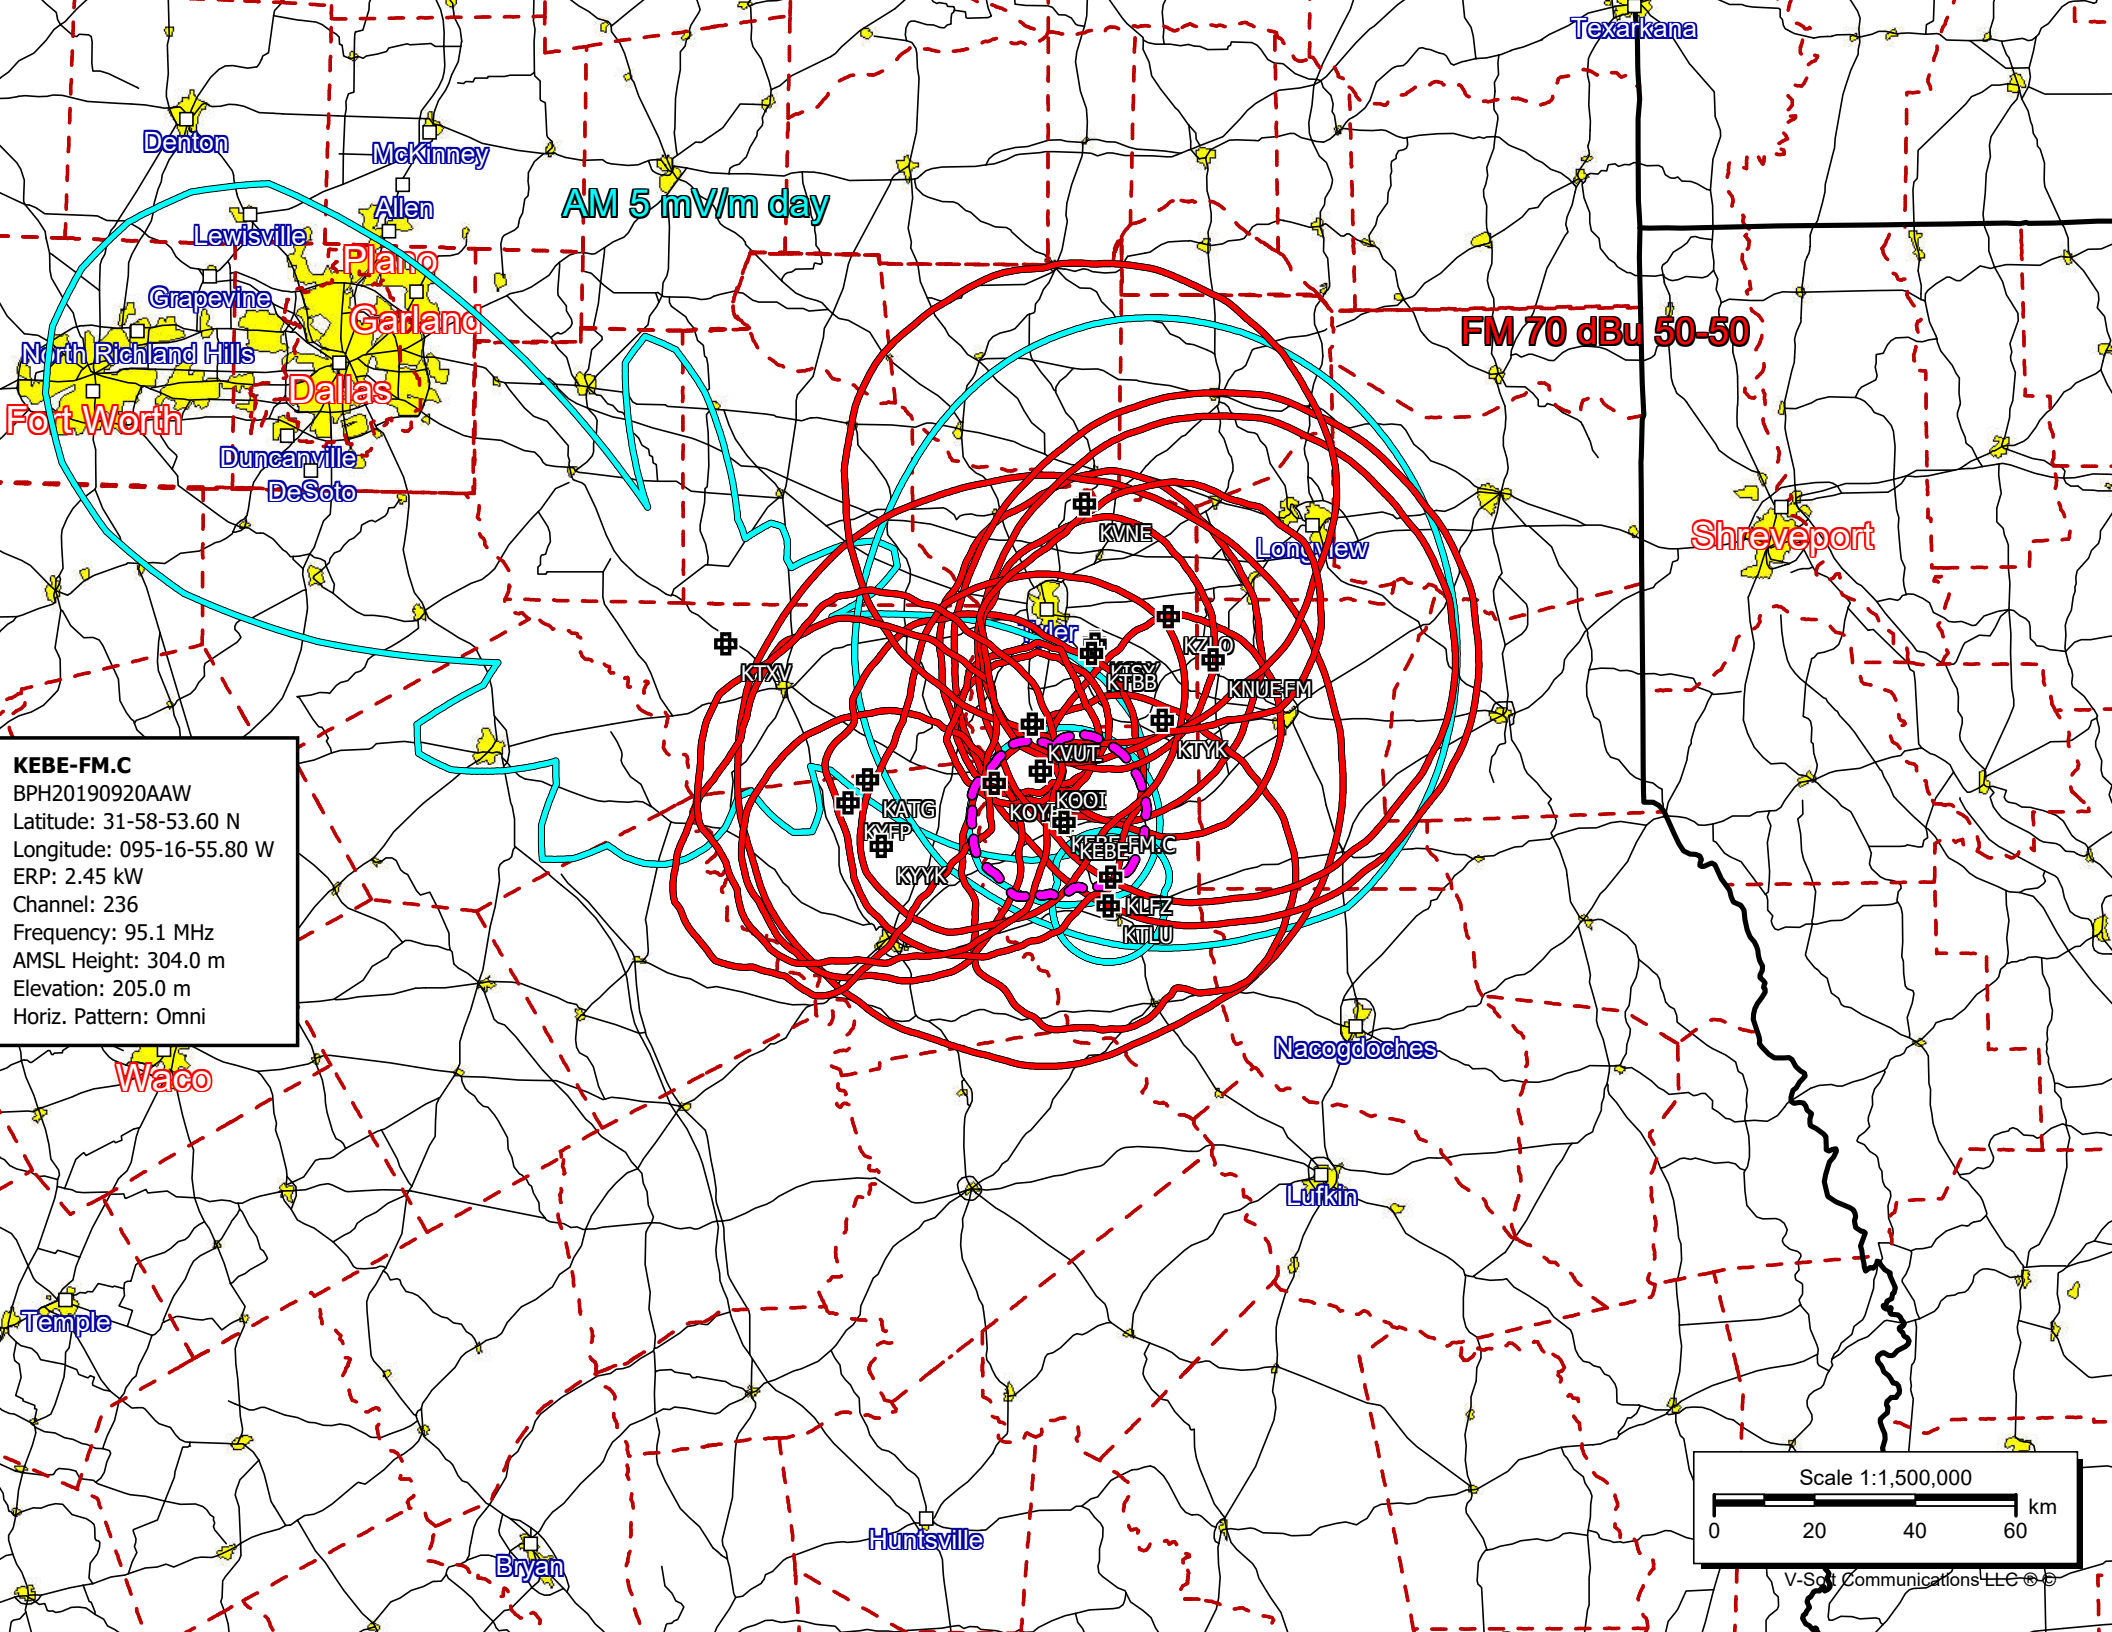 Texarkana
Denton
McKinney
AM 5 mV/m day
Allen
Lewisville
Plano
Grapevine
Garland
FM 70 dBu 50-50
North Richland Hills
Dallas
Fort Worth
Duncanville
DeSoto
KVNE
Longview
Shreveport
Tyler
KZLO
KTXV
KTBB
KNUE-FM
KVUT
KTYK
KEBE-FM.C
BPH20190920AAW
Latitude: 31-58-53.60 N
Longitude: 095-16-55.80 W
ERP: 2.45 kW
Channel: 236
Frequency: 95.1 MHz
AMSL Height: 304.0 m
Elevation: 205.0 m
Horiz. Pattern: Omni
KATG
KOOI
KYFP
KEBE-FM.C
KEBE
KYYK
KLFZ
KTLU
Nacogdoches
Waco
Lufkin
Temple
Huntsville
Bryan
Scale 1:1,500,000
km
0 20 40 60
V-Soft Communications LLC ® ©